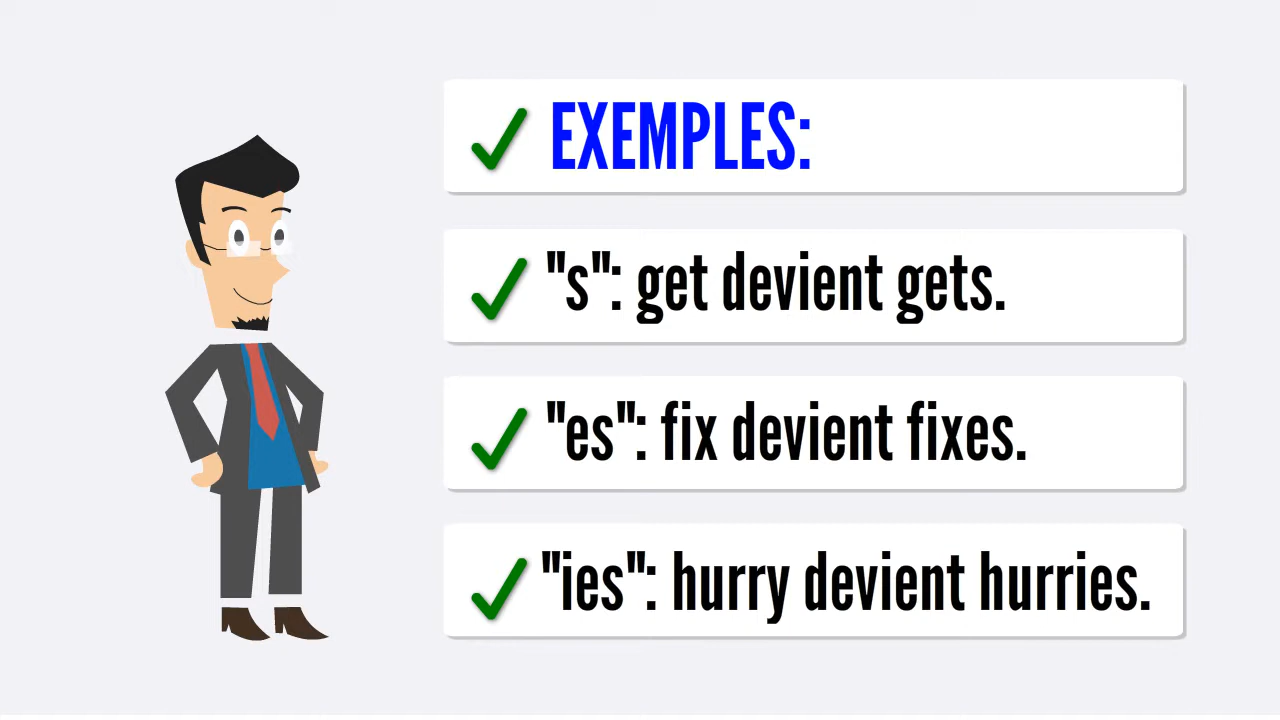 EXEMPLES:
"s": get devient gets.
"es": fix devient fixes.
"ies": hurry devient hurries.